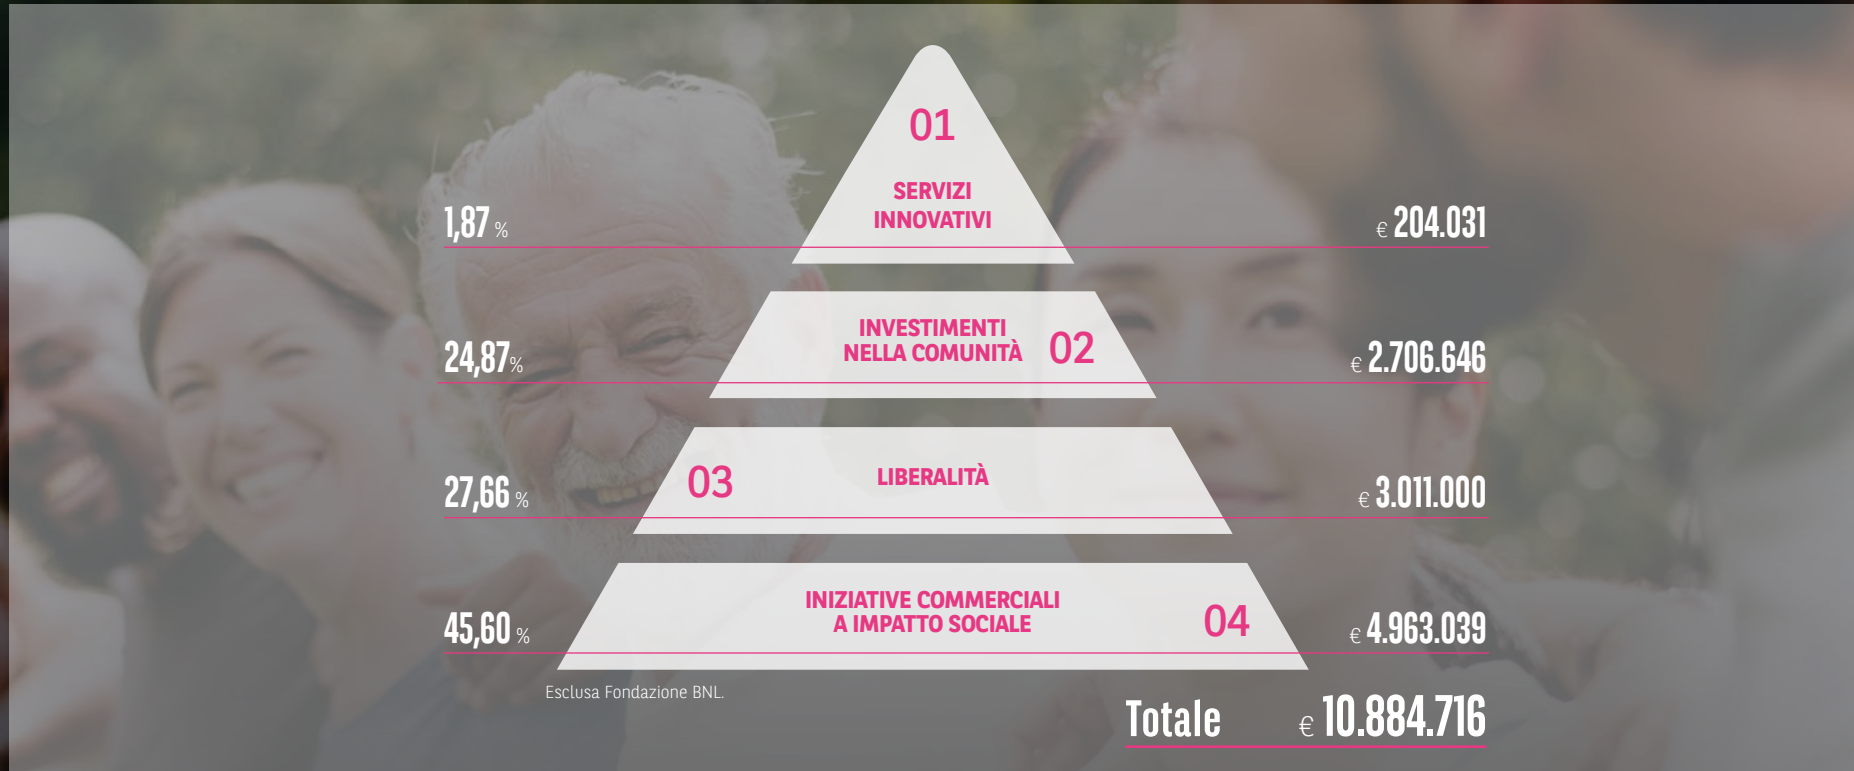 01
SERVIZI
INNOVATIVI
1,87 %
€ 204.031
INVESTIMENTI
NELLA COMUNITÀ
02
24,87%
€ 2.706.646
03
LIBERALITÀ
27,66 %
€ 3.011.000
INIZIATIVE COMMERCIALI
A IMPATTO SOCIALE
04
45,60 %
€ 4.963.039
Esclusa Fondazione BNL.
Totale € 10.884.716